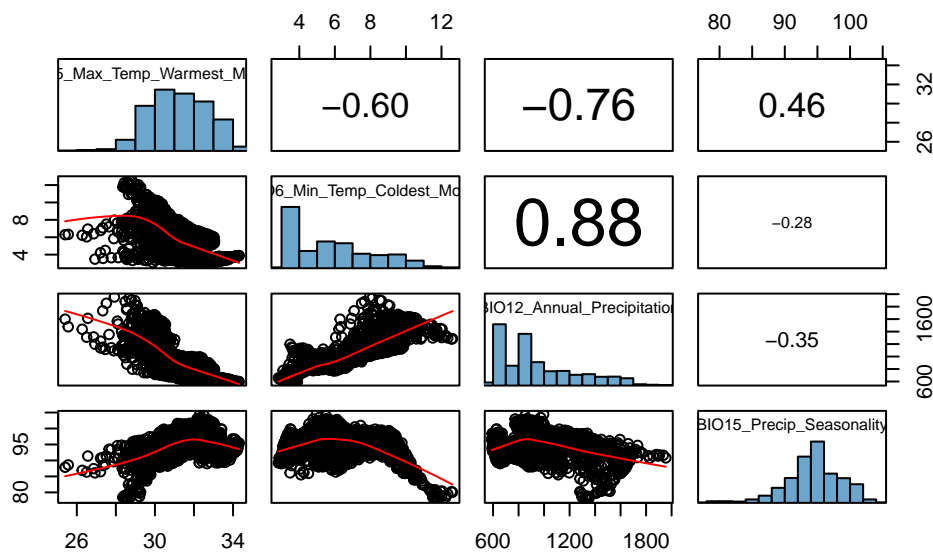 4 6 8 12
80 90 100
5_Max_Temp_Warmest_M
−0.60
−0.76
0.46
26 32
4 8
06_Min_Temp_Coldest_Mo
0.88
−0.28
BIO12_Annual_Precipitation
−0.35
600 1600
80 95
BIO15_Precip_Seasonality
26 30 34
600 1200 1800